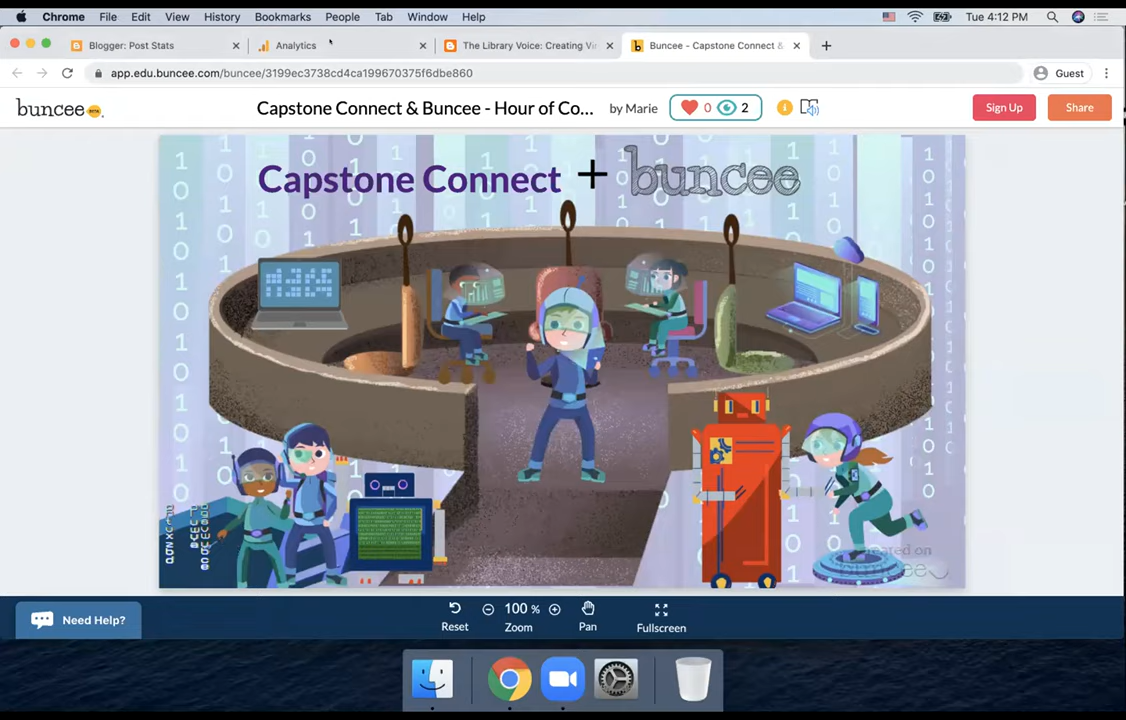 Chrome File Edit View History Bookmarks People Tab Window Help Tue 4:12 PM
Blogger: Post Stats Analytics The Library Voice: Creating Vir Buncee - Capstone Connect &
app.edu.buncee.com/buncee/3199ec3738cd4ca199670375f6dbe860 Guest
buncee BETA Capstone Connect & Buncee - Hour of Co... by Marie 0 2 Sign Up Share
Capstone Connect + buncee
Need Help? Reset 100 % Zoom Pan Fullscreen